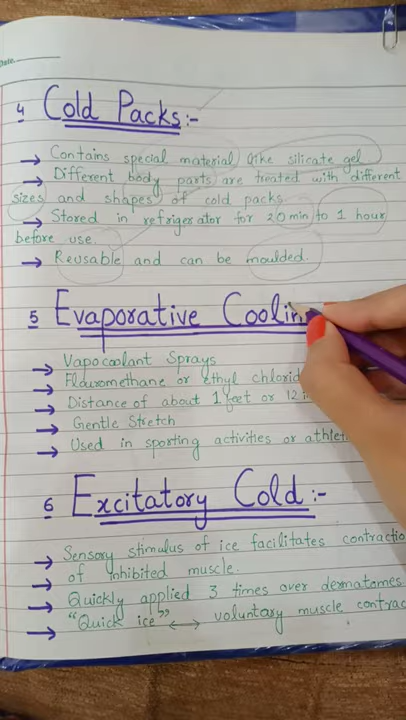 Date.
4 Cold Packs:-
→ Contains special material (like silicate gel.)
→ Different body parts are treated with different
sizes and shapes of cold packs
→ Stored in refrigerator for 20 min to 1 hour
before use.
→ Reusable and can be moulded.
5 Evaporative Coolin
→ Vapocoolant Sprays
→ Flouromethane or ethyl chlorid
→ Distance of about 1 feet or 12 i
→ Gentle Stretch
→ Used in sporting activities or athlet
6 Excitatory Cold:-
→ Sensory stimulus of ice facilitates contractio
→ of inhibited muscle.
→ Quickly applied 3 times over dermatomes
→ "Quick ice" ↔ voluntary muscle contrac